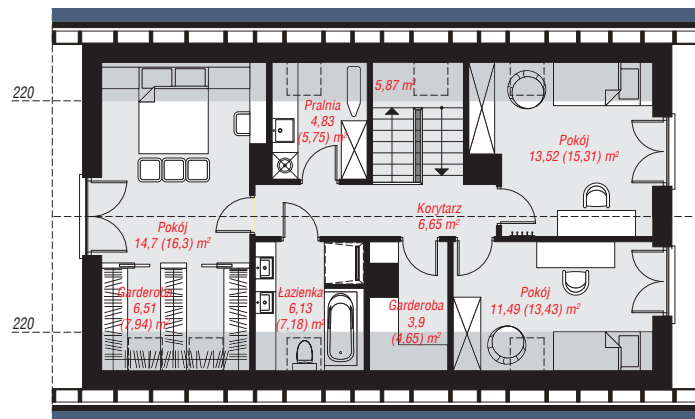 220
Pralnia
4,83
(5,75) m²
5,87 m²
Pokój
13,52 (15,31) m²
Korytarz
6,65 m²
Pokój
14,7 (16,3) m²
Garderoba
6,51
(7,94) m²
Łazienka
6,13
(7,18) m²
Garderoba
3,9
(4,65) m²
Pokój
11,49 (13,43) m²
220